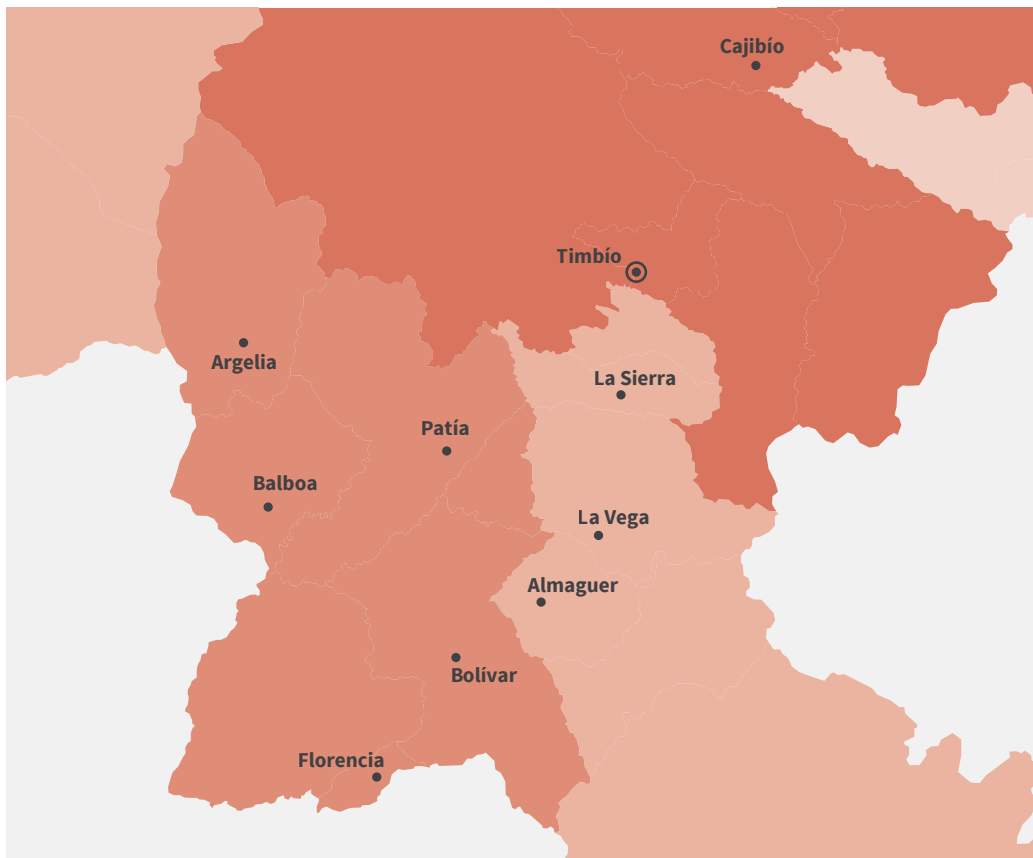 Cajibío
Timbío
Argelia
La Sierra
Patía
Balboa
La Vega
Almaguer
Bolívar
Florencia